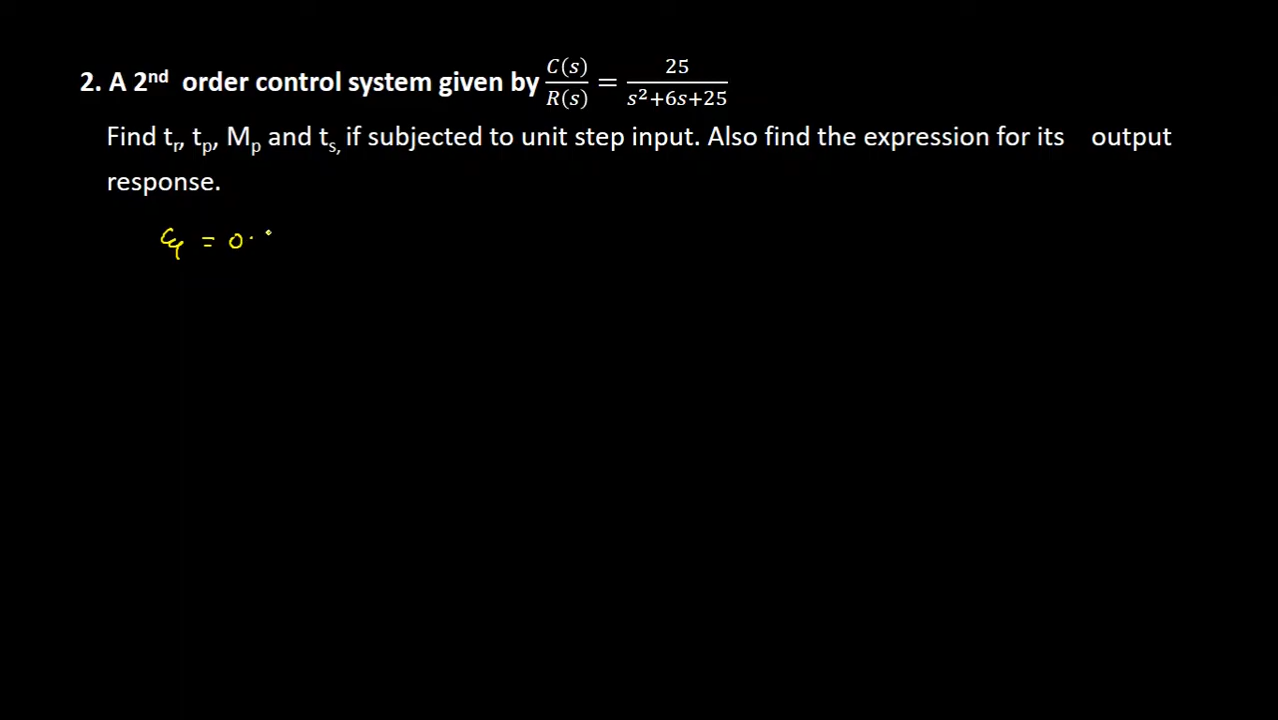 2. A 2nd order control system given by C(s)/R(s) = 25/(s²+6s+25)
Find tr, tp, Mp and ts, if subjected to unit step input. Also find the expression for its output
response.
= 0.